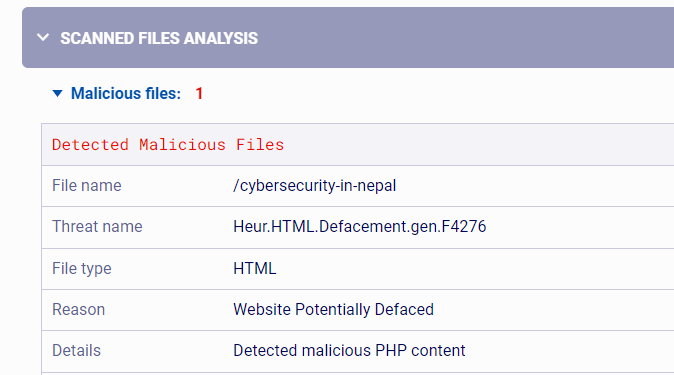 SCANNED FILES ANALYSIS
Malicious files: 1
Detected Malicious Files
File name /cybersecurity-in-nepal
Threat name Heur.HTML.Defacement.gen.F4276
File type HTML
Reason Website Potentially Defaced
Details Detected malicious PHP content